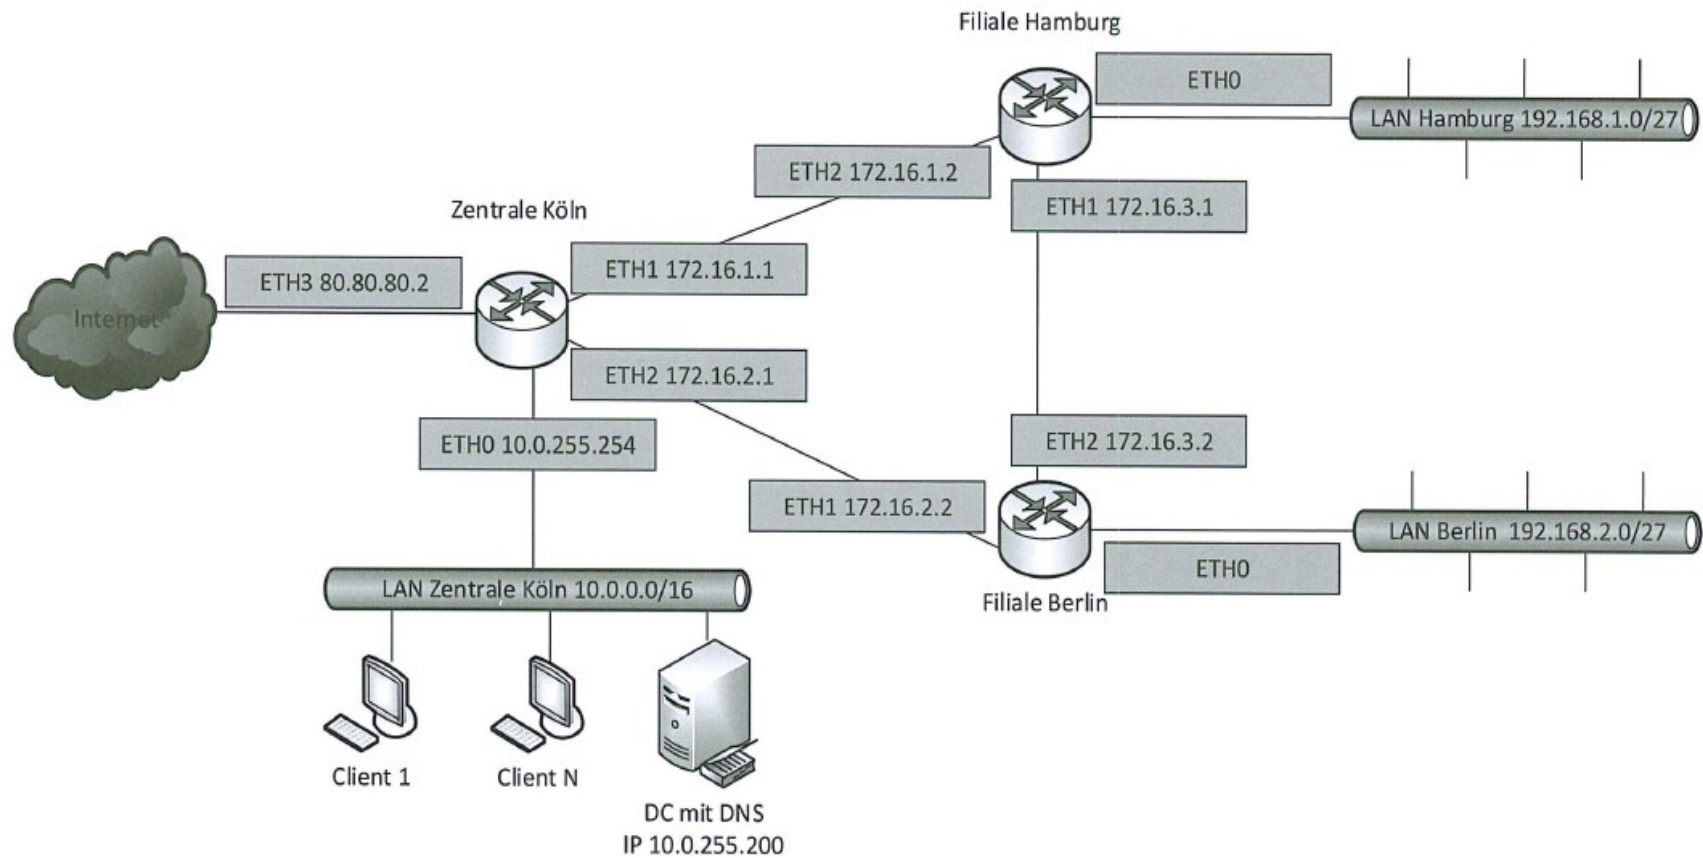 Filiale Hamburg
ETH0
LAN Hamburg 192.168.1.0/27
ETH2 172.16.1.2
ETH1 172.16.3.1
Zentrale Köln
ETH3 80.80.80.2
ETH1 172.16.1.1
Internet
ETH2 172.16.2.1
ETH0 10.0.255.254
ETH2 172.16.3.2
ETH1 172.16.2.2
LAN Berlin 192.168.2.0/27
ETH0
Filiale Berlin
LAN Zentrale Köln 10.0.0.0/16
Client 1
Client N
DC mit DNS
IP 10.0.255.200